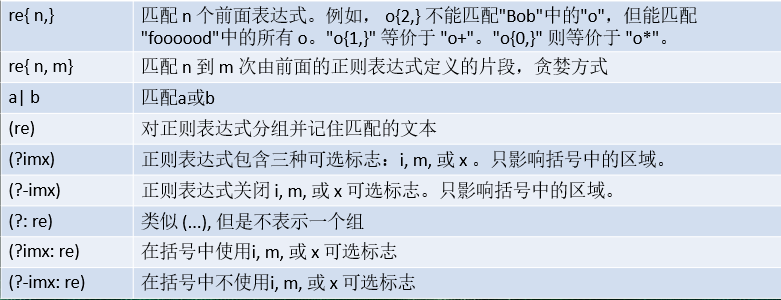 re{ n,} 匹配 n 个前面表达式。例如， o{2,} 不能匹配"Bob"中的"o"，但能匹配
"foooood"中的所有 o。"o{1,}" 等价于 "o+"。"o{0,}" 则等价于 "o*"。
re{ n, m} 匹配 n 到 m 次由前面的正则表达式定义的片段，贪婪方式
a| b 匹配a或b
(re) 对正则表达式分组并记住匹配的文本
(?imx) 正则表达式包含三种可选标志：i, m, 或 x 。只影响括号中的区域。
(?-imx) 正则表达式关闭 i, m, 或 x 可选标志。只影响括号中的区域。
(?: re) 类似 (...), 但是不表示一个组
(?imx: re) 在括号中使用i, m, 或 x 可选标志
(?-imx: re) 在括号中不使用i, m, 或 x 可选标志